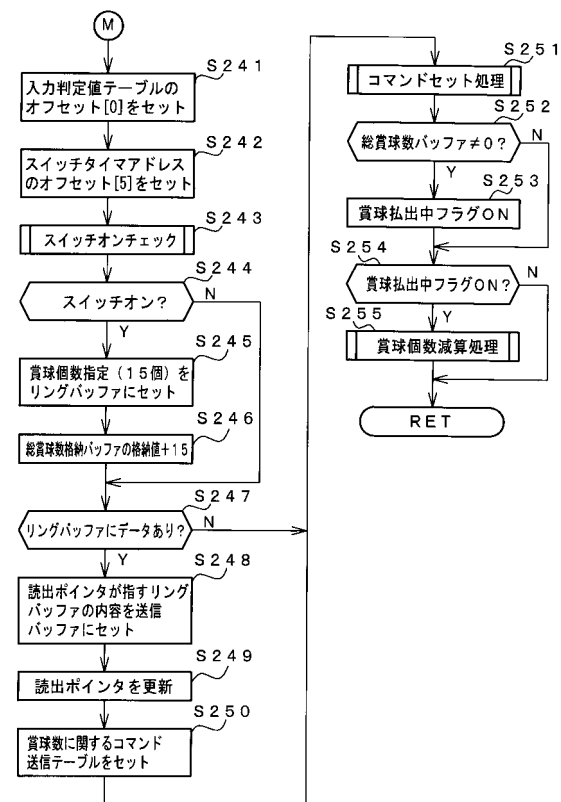 M
S241
入力判定値テーブルの
オフセット[0]をセット
S242
スイッチタイマアドレス
のオフセット[5]をセット
S243
スイッチオンチェック
S244
スイッチオン?
N
Y
S245
賞球個数指定(15個)を
リングバッファにセット
S246
総賞球数格納バッファの格納値+15
S247
リングバッファにデータあり?
N
Y
S248
読出ポインタが指すリング
バッファの内容を送信
バッファにセット
S249
読出ポインタを更新
S250
賞球数に関するコマンド
送信テーブルをセット
S251
コマンドセット処理
S252
総賞球数バッファ≠0?
N
Y
S253
賞球払出中フラグON
S254
賞球払出中フラグON?
N
Y
S255
賞球個数減算処理
RET